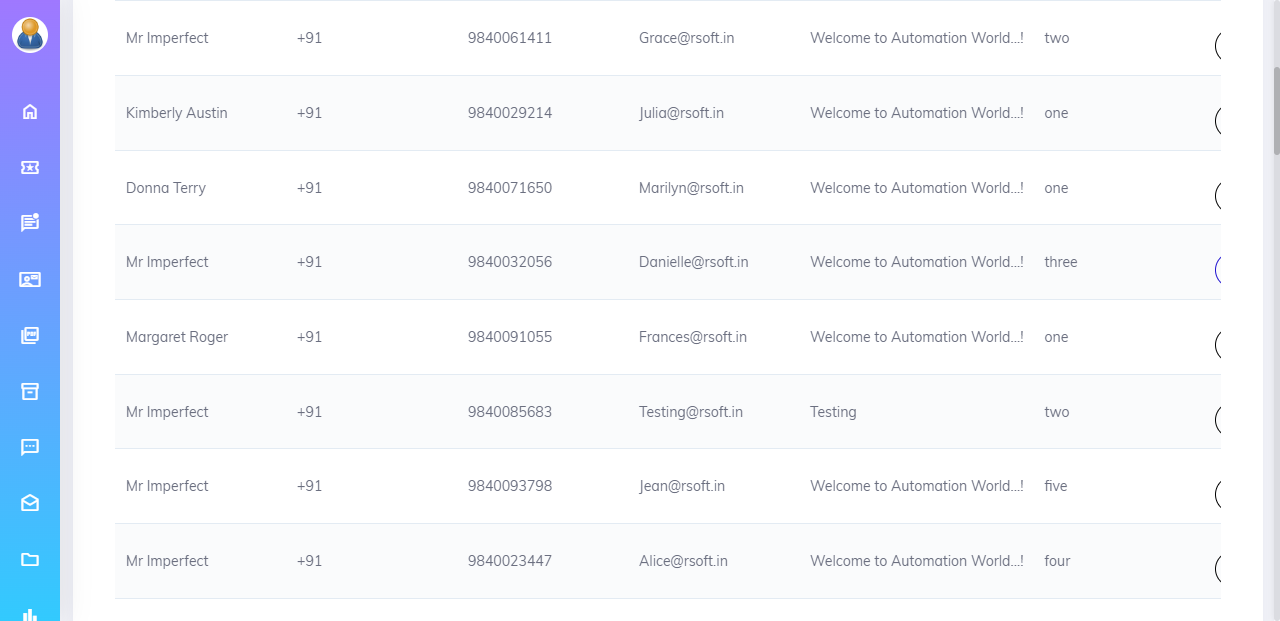 Mr Imperfect +91 9840061411 Grace@rsoft.in Welcome to Automation World...! two
Kimberly Austin +91 9840029214 Julia@rsoft.in Welcome to Automation World...! one
Donna Terry +91 9840071650 Marilyn@rsoft.in Welcome to Automation World...! one
Mr Imperfect +91 9840032056 Danielle@rsoft.in Welcome to Automation World...! three
Margaret Roger +91 9840091055 Frances@rsoft.in Welcome to Automation World...! one
Mr Imperfect +91 9840085683 Testing@rsoft.in Testing two
Mr Imperfect +91 9840093798 Jean@rsoft.in Welcome to Automation World...! five
Mr Imperfect +91 9840023447 Alice@rsoft.in Welcome to Automation World...! four